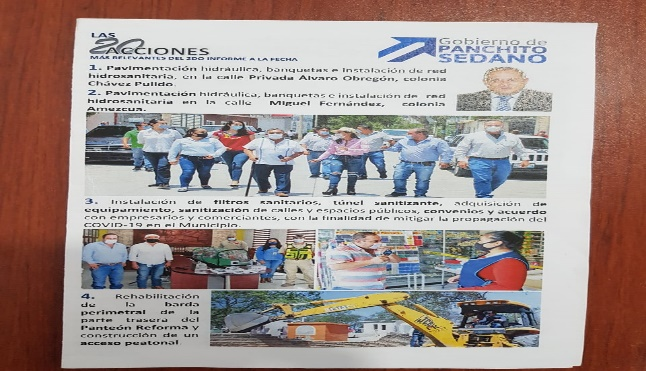 LAS
20 ACCIONES
MÁS RELEVANTES DEL 2DO INFORME A LA FECHA
Gobierno de
PANCHITO
SEDANO
1. Pavimentación hidráulica, banquetas e instalación de red
hidrosanitaria, en la calle Privada Álvaro Obregón, colonia
Chávez Pulido.
2. Pavimentación hidráulica, banquetas e instalación de red
hidrosanitaria en la calle Miguel Fernández, colonia
Amezcua.
3. Instalación de filtros sanitarios, túnel sanitizante, adquisición de
equipamiento, sanitización de calles y espacios públicos, convenios y acuerdo
con empresarios y comerciantes, con la finalidad de mitigar la propagación del
COVID-19 en el Municipio.
4. Rehabilitación
de la barda
perimetral de la
parte trasera del
Panteón Reforma y
construcción de un
acceso peatonal